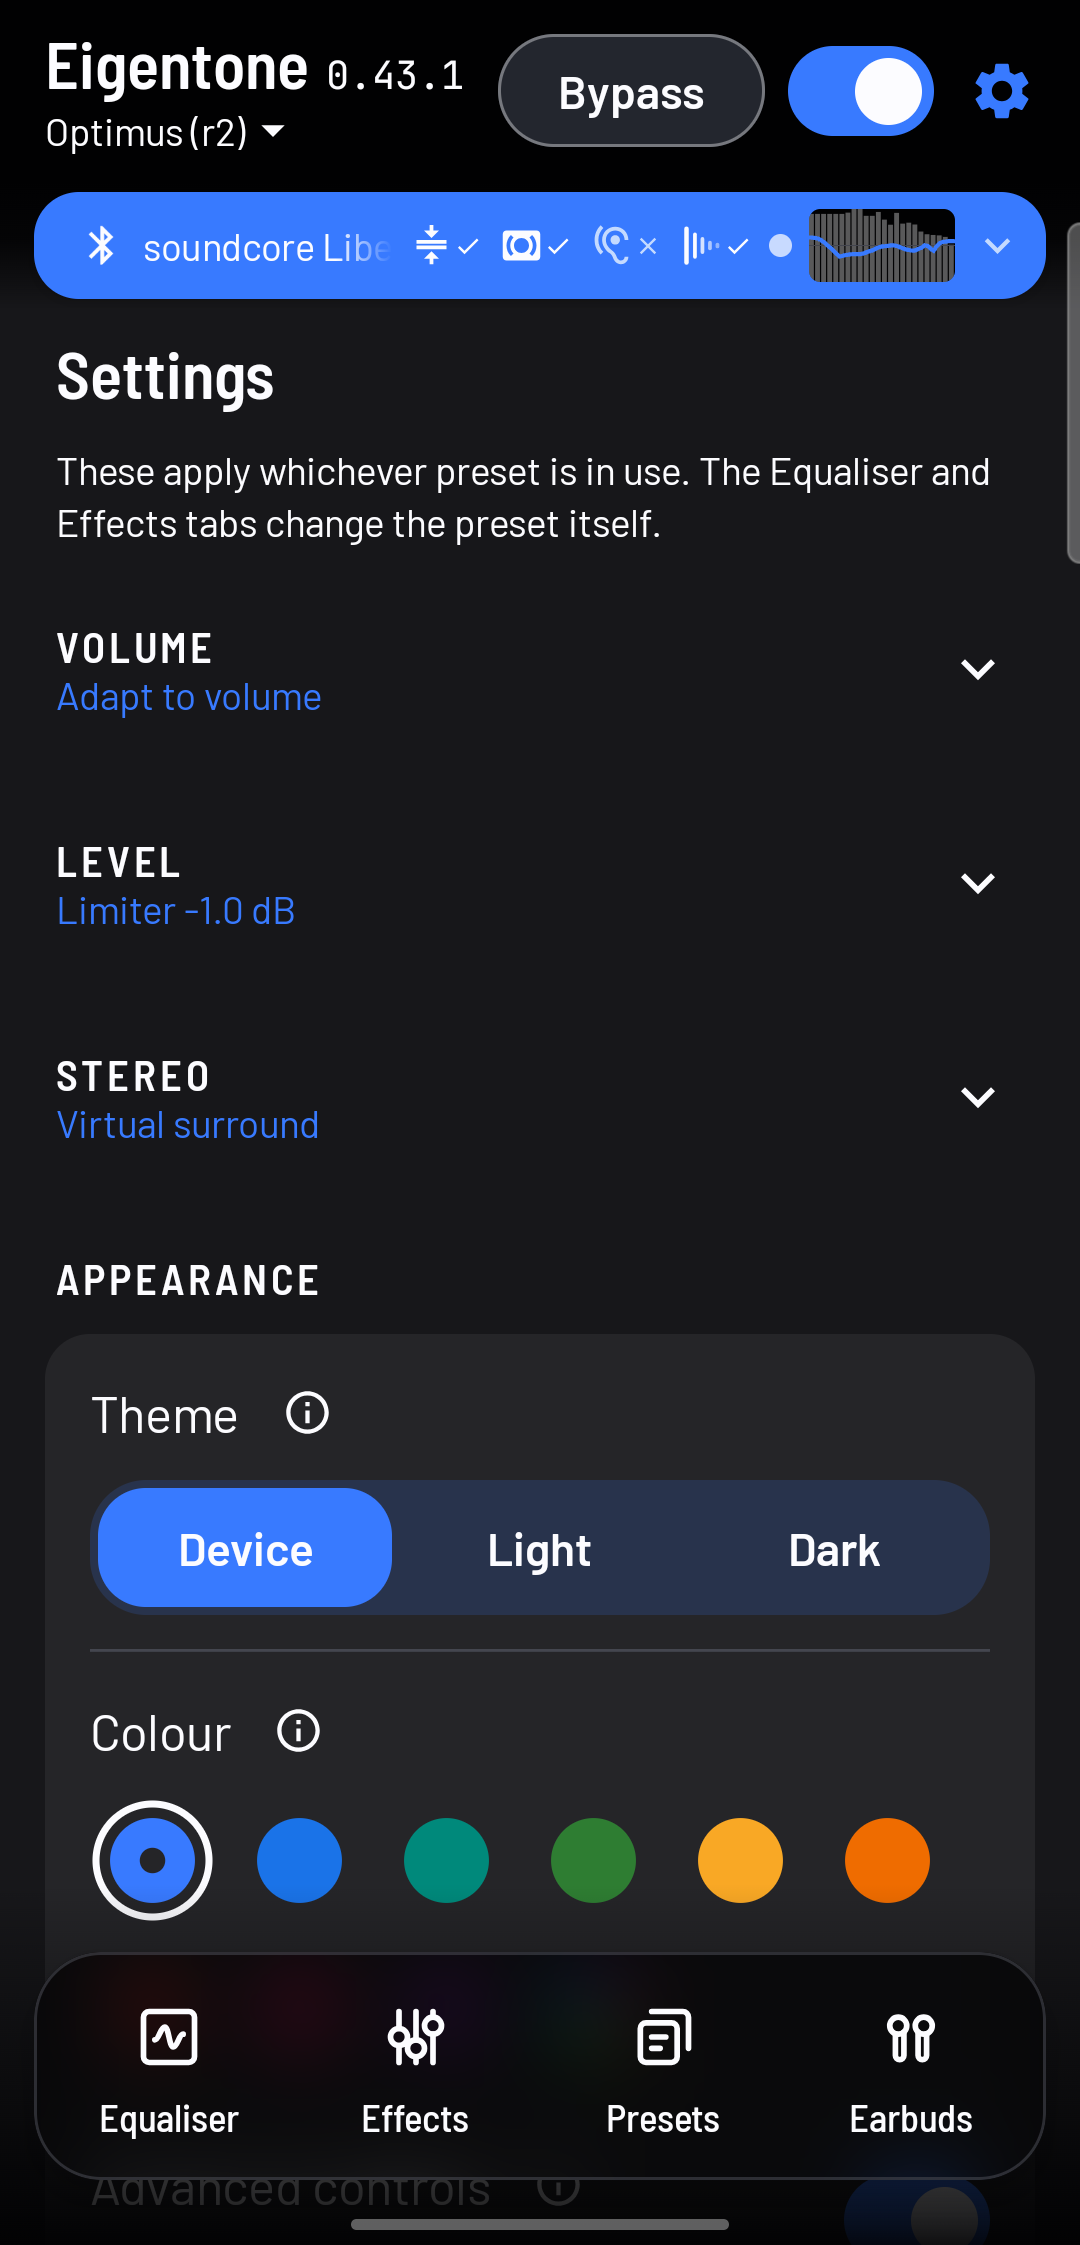 Eigentone 0.43.1
Optimus (r2)
Bypass
soundcore Libe
Settings
These apply whichever preset is in use. The Equaliser and
Effects tabs change the preset itself.
VOLUME
Adapt to volume
LEVEL
Limiter -1.0 dB
STEREO
Virtual surround
APPEARANCE
Theme
Device
Light
Dark
Colour
Equaliser
Effects
Presets
Earbuds
Advanced controls